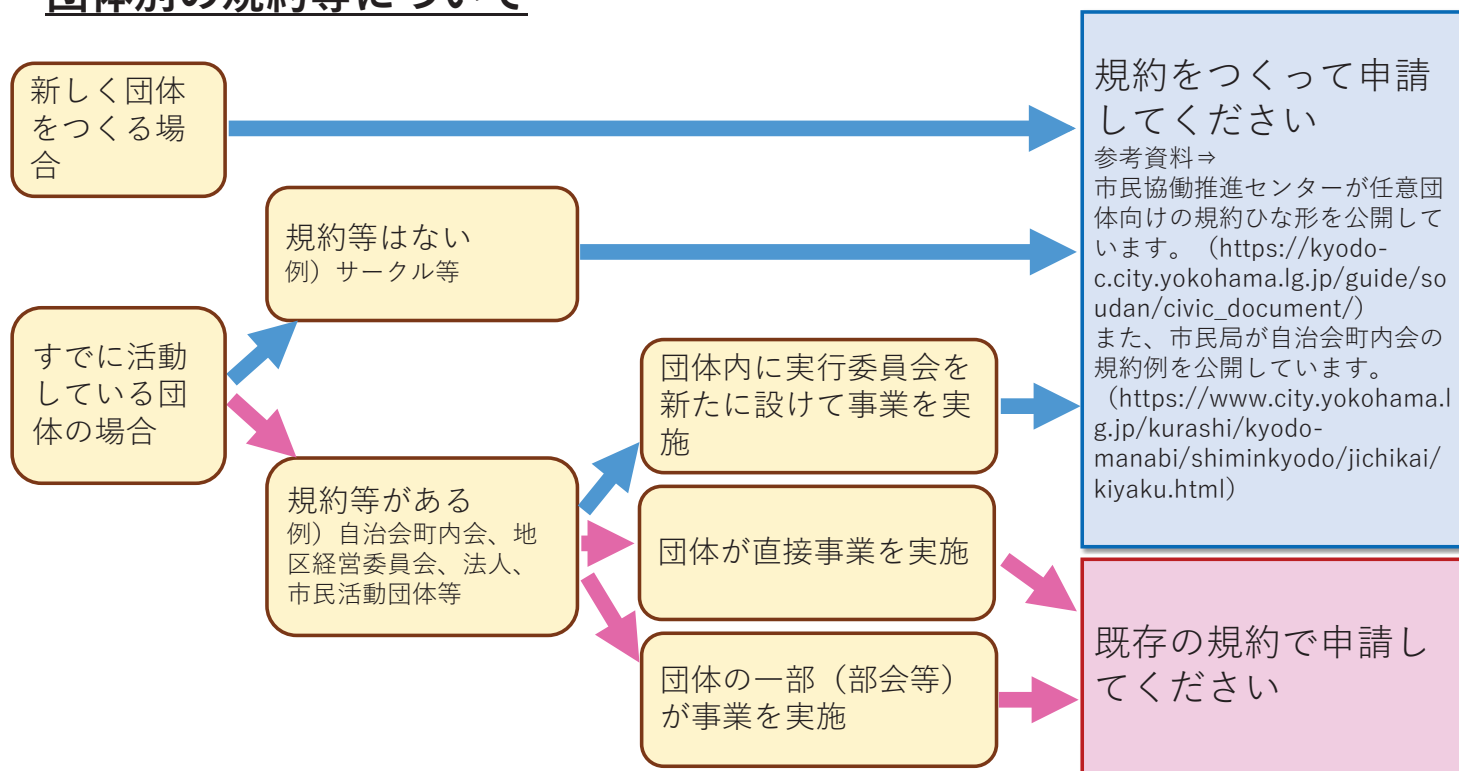 団体別の規約等について
新しく団体
をつくる場
合
規約等はない
例）サークル等
すでに活動
している団
体の場合
規約等がある
例）自治会町内会、地
区経営委員会、法人、
市民活動団体等
団体内に実行委員会を
新たに設けて事業を実
施
団体が直接事業を実施
団体の一部（部会等）
が事業を実施
規約をつくって申請
してください
参考資料⇒
市民協働推進センターが任意団
体向けの規約ひな形を公開して
います。（https://kyodo-
c.city.yokohama.lg.jp/guide/so
udan/civic_document/）
また、市民局が自治会町内会の
規約例を公開しています。
（https://www.city.yokohama.l
g.jp/kurashi/kyodo-
manabi/shiminkyodo/jichikai/
kiyaku.html）
既存の規約で申請し
てください